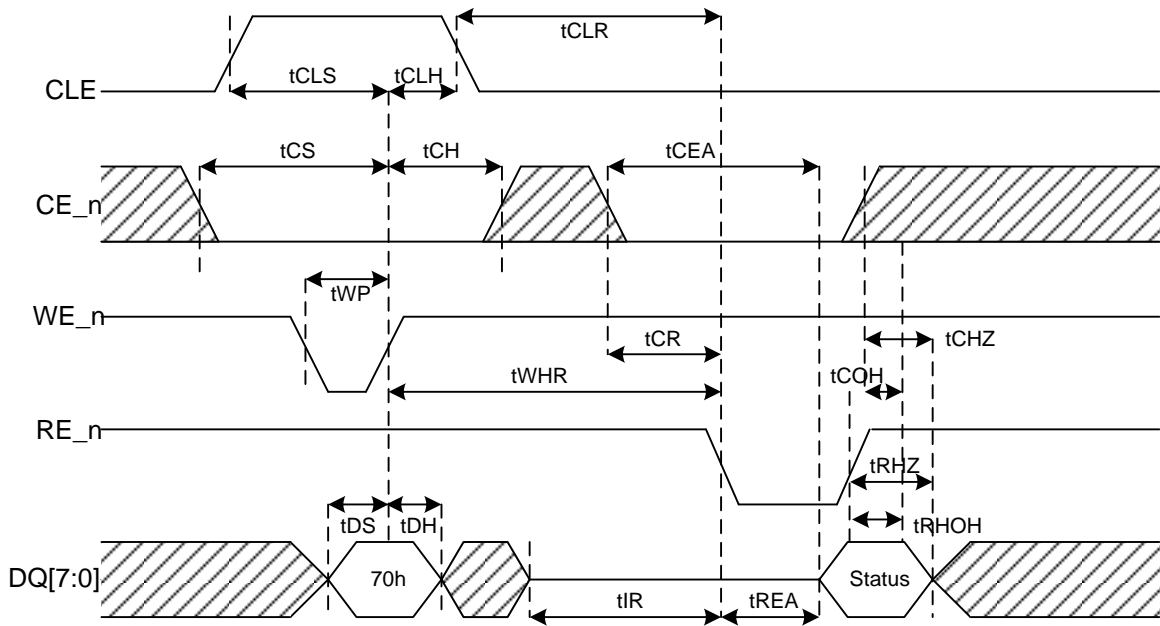 tCLR
tCLS
tCLH
CLE
tCS
tCH
tCEA
CE_n
tWP
WE_n
tCR
tCHZ
tWHR
tCOH
RE_n
tRHZ
tDS
tDH
tRHOH
DQ[7:0]
70h
Status
tIR
tREA